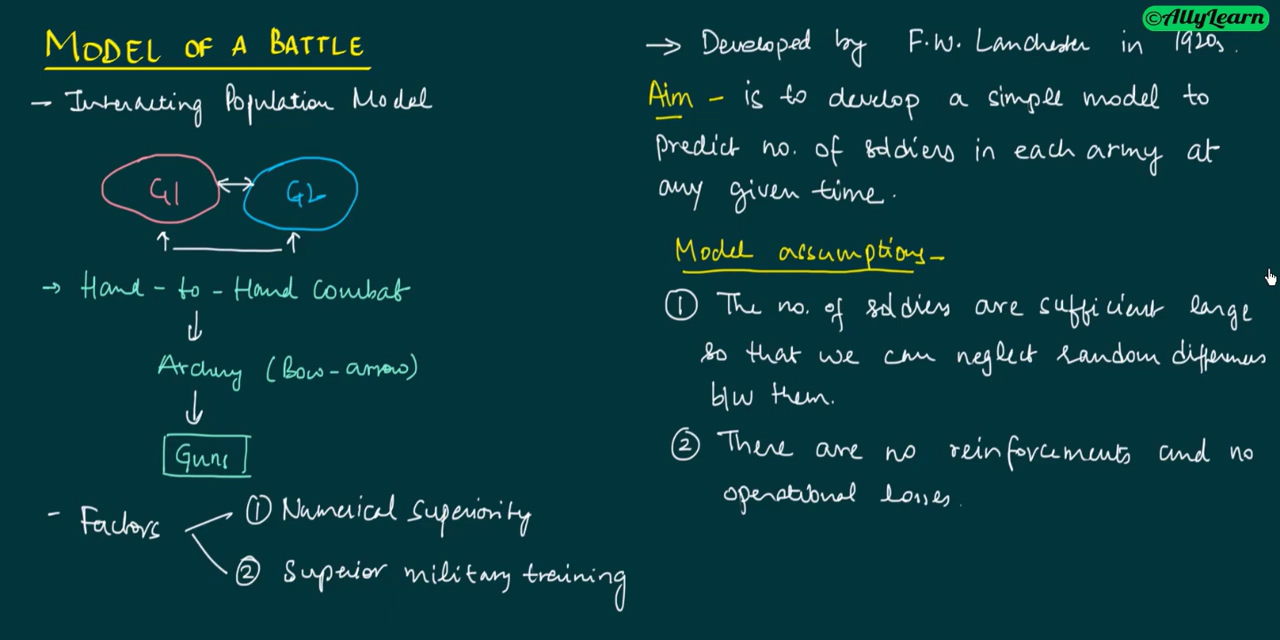 ©AllyLearn
MODEL OF A BATTLE
- Interacting Population Model
G1 ↔ G2
→ Hand-to-Hand combat
↓
Archery (Bow-arrow)
↓
Guns
- Factors
① Numerical Superiority
② Superior military training
→ Developed by F.W. Lanchester in 1920s.
Aim - is to develop a simple model to
predict no. of soldiers in each army at
any given time.
Model assumptions-
① The no. of soldiers are sufficient large
so that we can neglect random differences
b/w them.
② There are no reinforcements and no
operational losses.